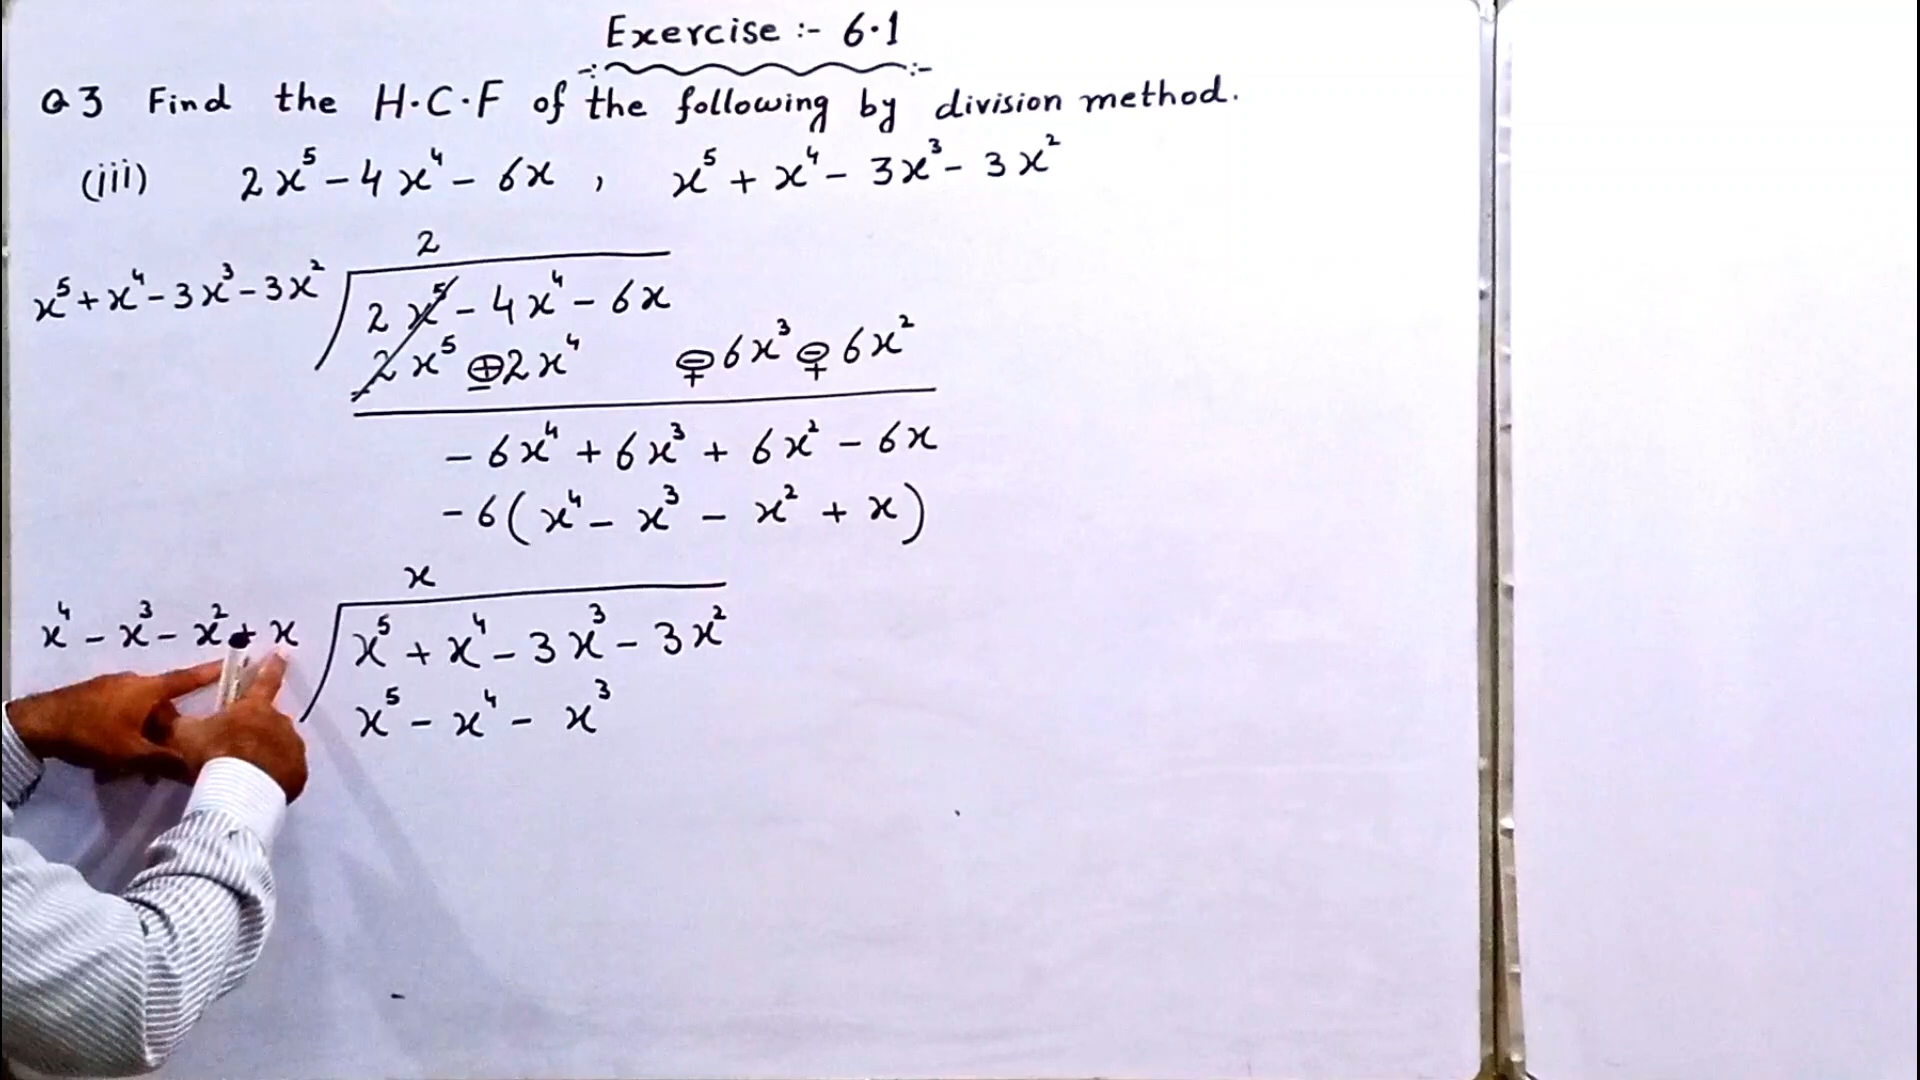 Exercise :- 6.1
Q3 Find the H.C.F of the following by division method.
(iii) 2x⁵ - 4x⁴ - 6x , x⁵ + x⁴ - 3x³ - 3x²
2
x⁵ + x⁴ - 3x³ - 3x² 2x⁵ - 4x⁴ - 6x
2x⁵ ⊕ 2x⁴ ⊖ 6x³ ⊖ 6x²
- 6x⁴ + 6x³ + 6x² - 6x
- 6 ( x⁴ - x³ - x² + x )
x
x⁴ - x³ - x² + x x⁵ + x⁴ - 3x³ - 3x²
x⁵ - x⁴ - x³